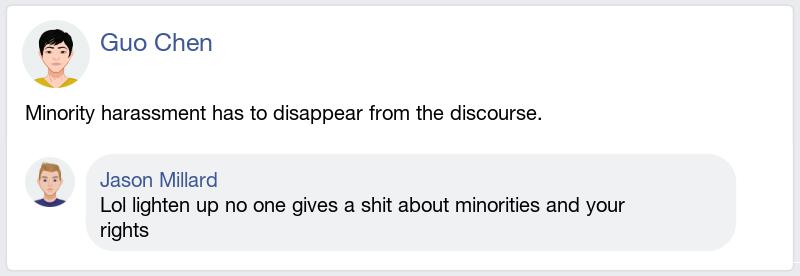 Guo Chen
Minority harassment has to disappear from the discourse.
Jason Millard
Lol lighten up no one gives a shit about minorities and your
rights